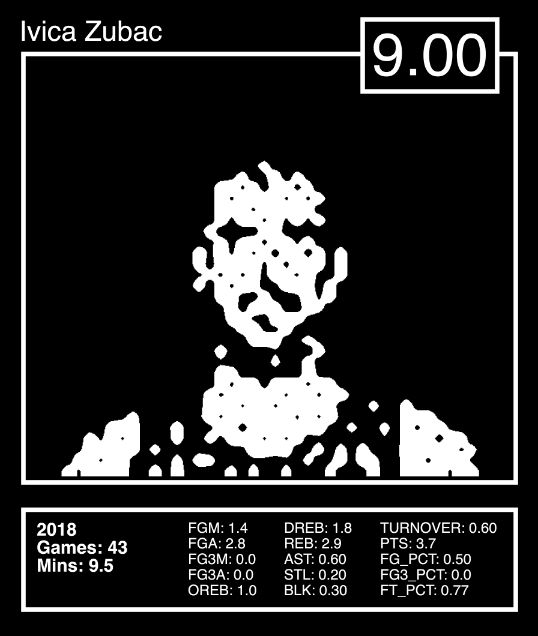 Ivica Zubac
9.00
2018
Games: 43
Mins: 9.5
FGM: 1.4
FGA: 2.8
FG3M: 0.0
FG3A: 0.0
OREB: 1.0
DREB: 1.8
REB: 2.9
AST: 0.60
STL: 0.20
BLK: 0.30
TURNOVER: 0.60
PTS: 3.7
FG_PCT: 0.50
FG3_PCT: 0.0
FT_PCT: 0.77